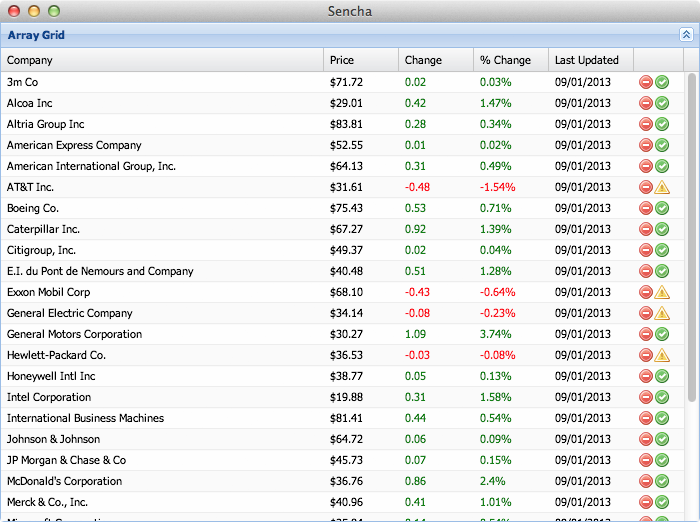 Sencha
Array Grid
Company Price Change % Change Last Updated
3m Co $71.72 0.02 0.03% 09/01/2013
Alcoa Inc $29.01 0.42 1.47% 09/01/2013
Altria Group Inc $83.81 0.28 0.34% 09/01/2013
American Express Company $52.55 0.01 0.02% 09/01/2013
American International Group, Inc. $64.13 0.31 0.49% 09/01/2013
AT&T Inc. $31.61 -0.48 -1.54% 09/01/2013
Boeing Co. $75.43 0.53 0.71% 09/01/2013
Caterpillar Inc. $67.27 0.92 1.39% 09/01/2013
Citigroup, Inc. $49.37 0.02 0.04% 09/01/2013
E.I. du Pont de Nemours and Company $40.48 0.51 1.28% 09/01/2013
Exxon Mobil Corp $68.10 -0.43 -0.64% 09/01/2013
General Electric Company $34.14 -0.08 -0.23% 09/01/2013
General Motors Corporation $30.27 1.09 3.74% 09/01/2013
Hewlett-Packard Co. $36.53 -0.03 -0.08% 09/01/2013
Honeywell Intl Inc $38.77 0.05 0.13% 09/01/2013
Intel Corporation $19.88 0.31 1.58% 09/01/2013
International Business Machines $81.41 0.44 0.54% 09/01/2013
Johnson & Johnson $64.72 0.06 0.09% 09/01/2013
JP Morgan & Chase & Co $45.73 0.07 0.15% 09/01/2013
McDonald's Corporation $36.76 0.86 2.4% 09/01/2013
Merck & Co., Inc. $40.96 0.41 1.01% 09/01/2013